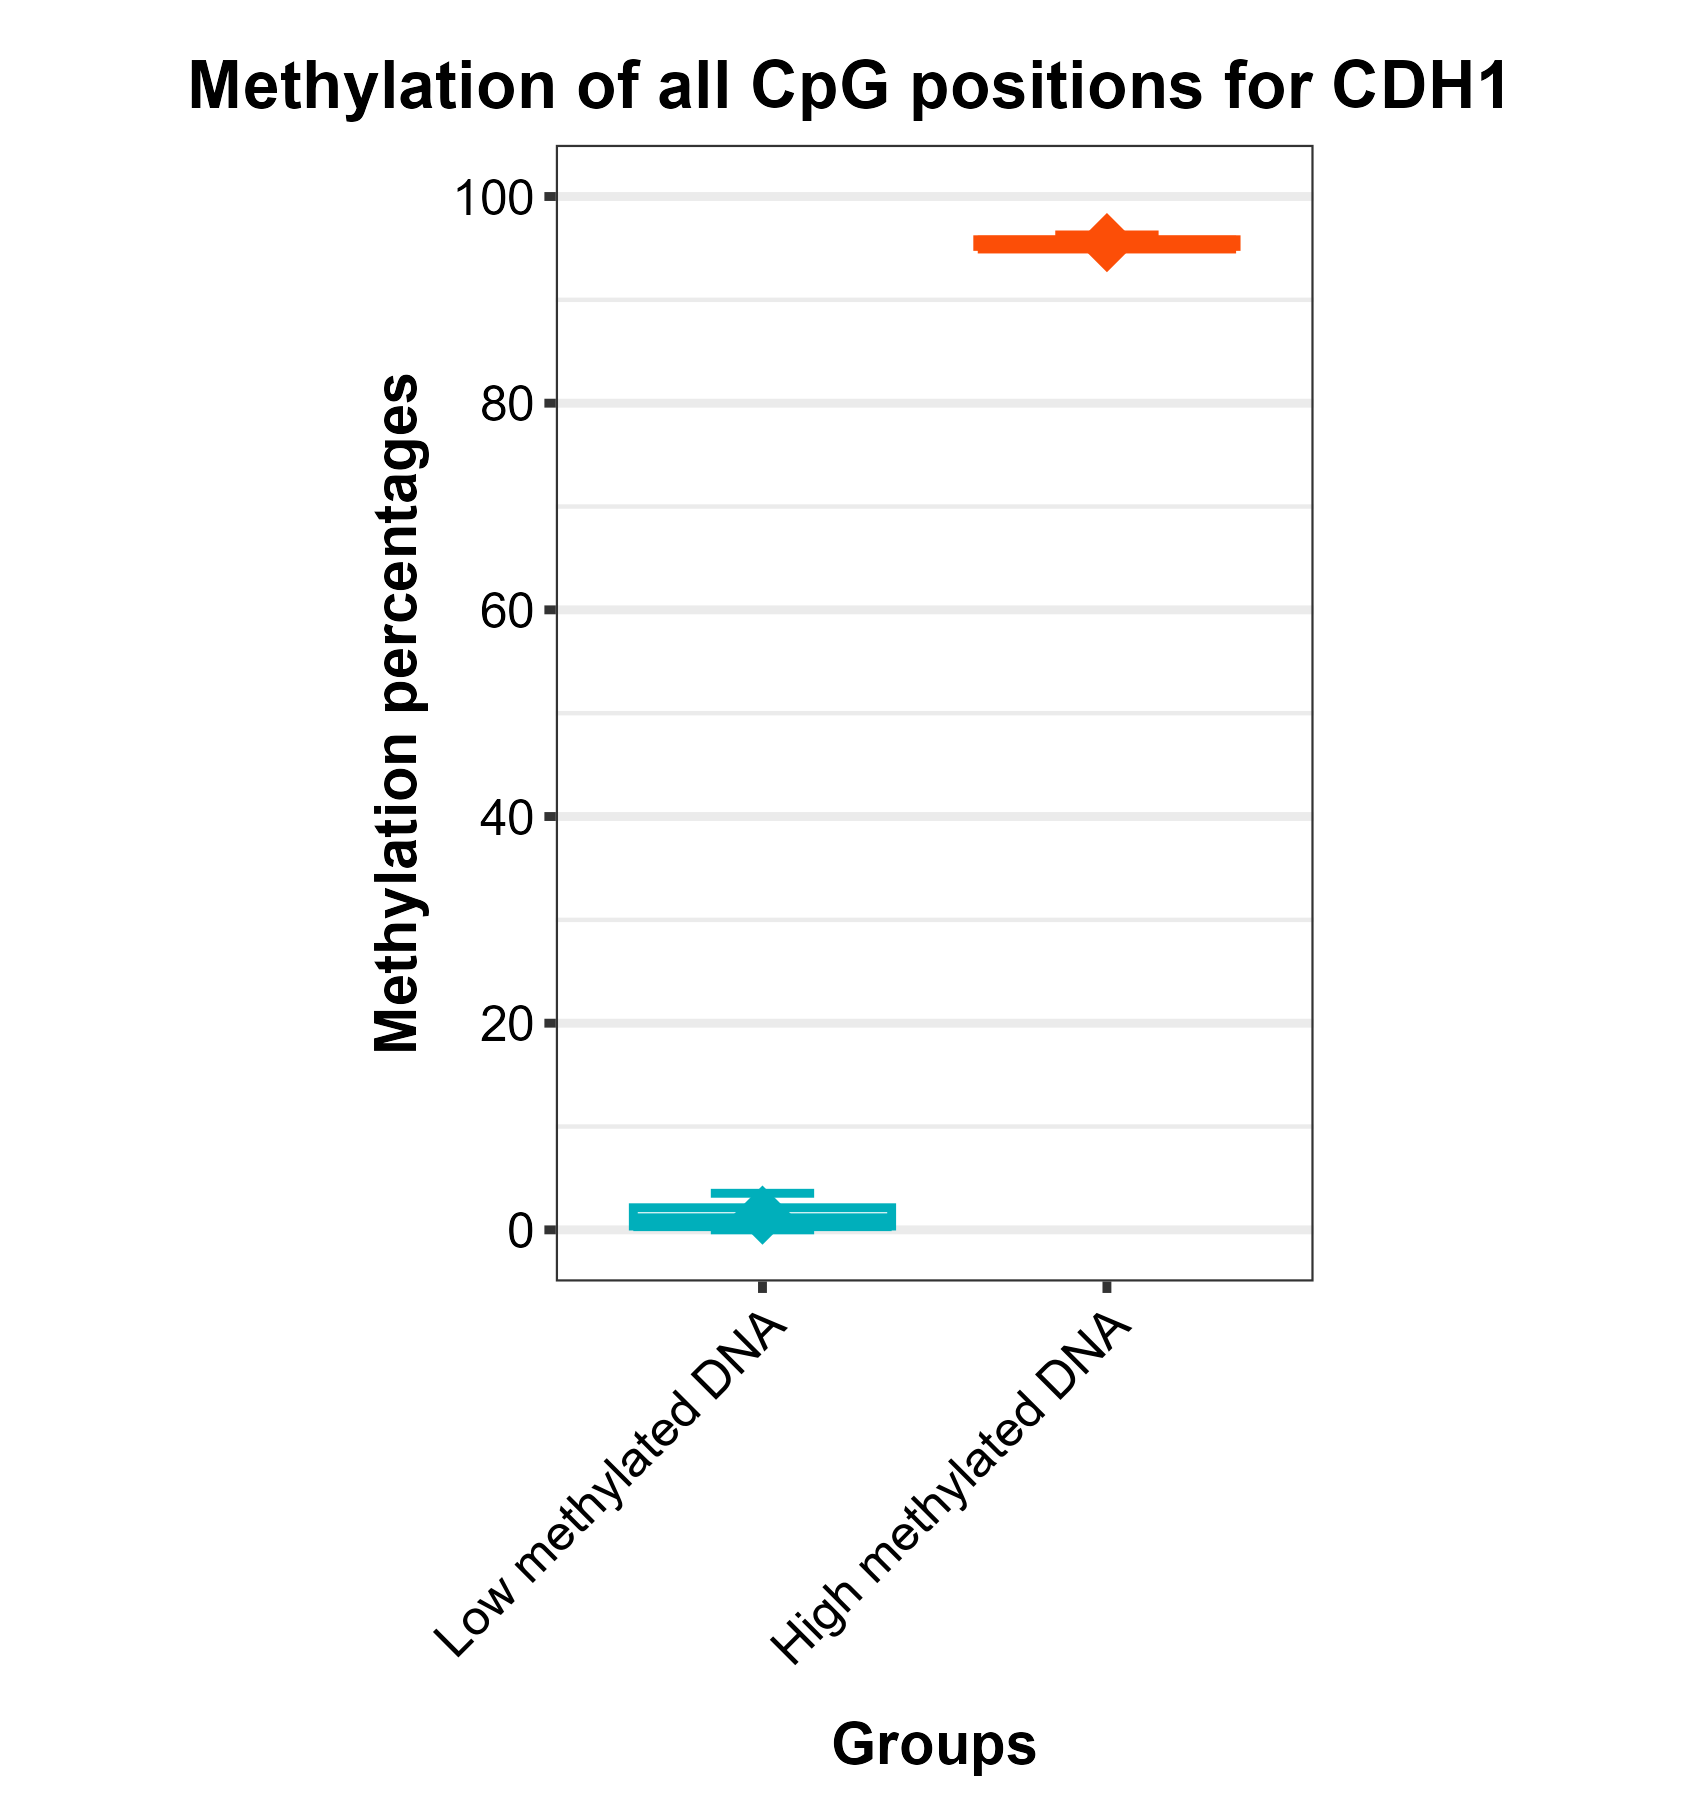 Methylation of all CpG positions for CDH1
Methylation percentages
100
80
60
40
20
0
Low methylated DNA
High methylated DNA
Groups